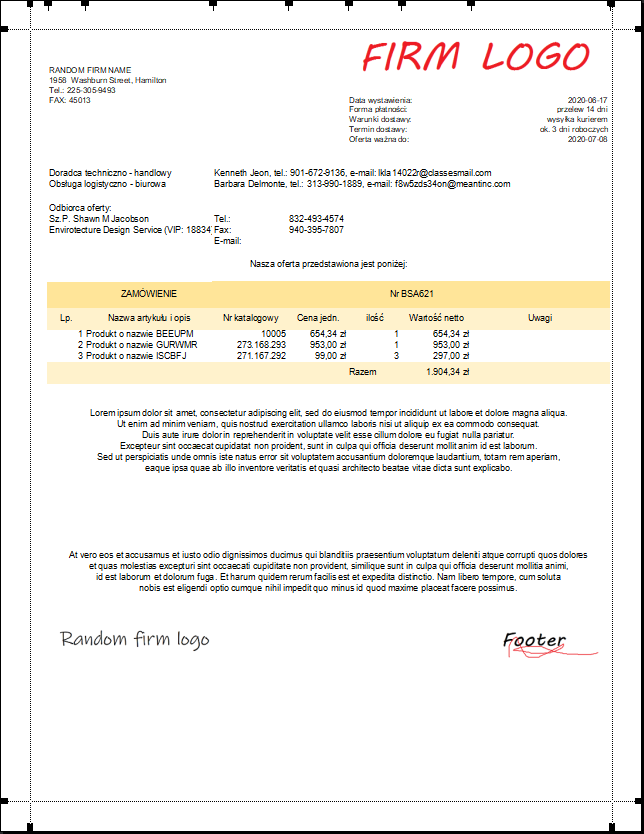 FIRM LOGO
RANDOM FIRM NAME
1958 Washburn Street, Hamilton
Tel.: 225-305-9493
FAX: 45013
Data wystawienia: 2020-06-17
Forma płatności: przelew 14 dni
Warunki dostawy: wysyłka kurierem
Termin dostawy: ok. 3 dni roboczych
Oferta ważna do: 2020-07-08
Doradca techniczno - handlowy Kenneth Jeon, tel.: 901-672-9136, e-mail: lkla14022r@classesmail.com
Obsługa logistyczno - biurowa Barbara Delmonte, tel.: 313-990-1889, e-mail: f8w5zds34on@meantinc.com
Odbiorca oferty:
Sz.P. Shawn M Jacobson Tel.: 832-493-4574
Envirotecture Design Service (VIP: 18834 Fax: 940-395-7807
E-mail:
Nasza oferta przedstawiona jest poniżej:
ZAMÓWIENIE Nr BSA621
Lp. Nazwa artykułu i opis Nr katalogowy Cena jedn. ilość Wartość netto Uwagi
1 Produkt o nazwie BEEUPM 10005 654,34 zł 1 654,34 zł
2 Produkt o nazwie GURWMR 273.168.293 953,00 zł 1 953,00 zł
3 Produkt o nazwie ISCBFJ 271.167.292 99,00 zł 3 297,00 zł
Razem 1.904,34 zł
Lorem ipsum dolor sit amet, consectetur adipiscing elit, sed do eiusmod tempor incididunt ut labore et dolore magna aliqua.
Ut enim ad minim veniam, quis nostrud exercitation ullamco laboris nisi ut aliquip ex ea commodo consequat.
Duis aute irure dolor in reprehenderit in voluptate velit esse cillum dolore eu fugiat nulla pariatur.
Excepteur sint occaecat cupidatat non proident, sunt in culpa qui officia deserunt mollit anim id est laborum.
Sed ut perspiciatis unde omnis iste natus error sit voluptatem accusantium doloremque laudantium, totam rem aperiam,
eaque ipsa quae ab illo inventore veritatis et quasi architecto beatae vitae dicta sunt explicabo.
At vero eos et accusamus et iusto odio dignissimos ducimus qui blanditiis praesentium voluptatum deleniti atque corrupti quos dolores
et quas molestias excepturi sint occaecati cupiditate non provident, similique sunt in culpa qui officia deserunt mollitia animi,
id est laborum et dolorum fuga. Et harum quidem rerum facilis est et expedita distinctio. Nam libero tempore, cum soluta
nobis est eligendi optio cumque nihil impedit quo minus id quod maxime placeat facere possimus.
Random firm logo
Footer